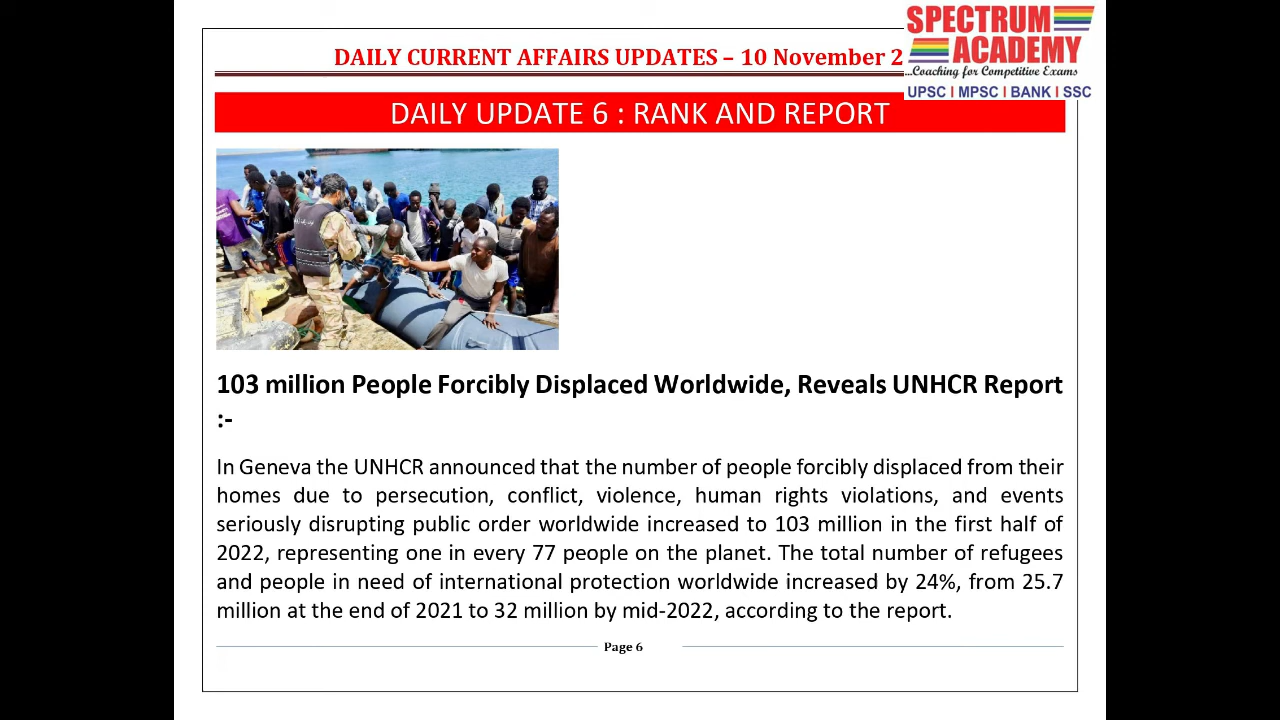 SPECTRUM
ACADEMY
...Coaching for Competitive Exams
UPSC I MPSC I BANK I SSC
DAILY CURRENT AFFAIRS UPDATES – 10 November 2
DAILY UPDATE 6 : RANK AND REPORT
103 million People Forcibly Displaced Worldwide, Reveals UNHCR Report
:-
In Geneva the UNHCR announced that the number of people forcibly displaced from their
homes due to persecution, conflict, violence, human rights violations, and events
seriously disrupting public order worldwide increased to 103 million in the first half of
2022, representing one in every 77 people on the planet. The total number of refugees
and people in need of international protection worldwide increased by 24%, from 25.7
million at the end of 2021 to 32 million by mid-2022, according to the report.
Page 6